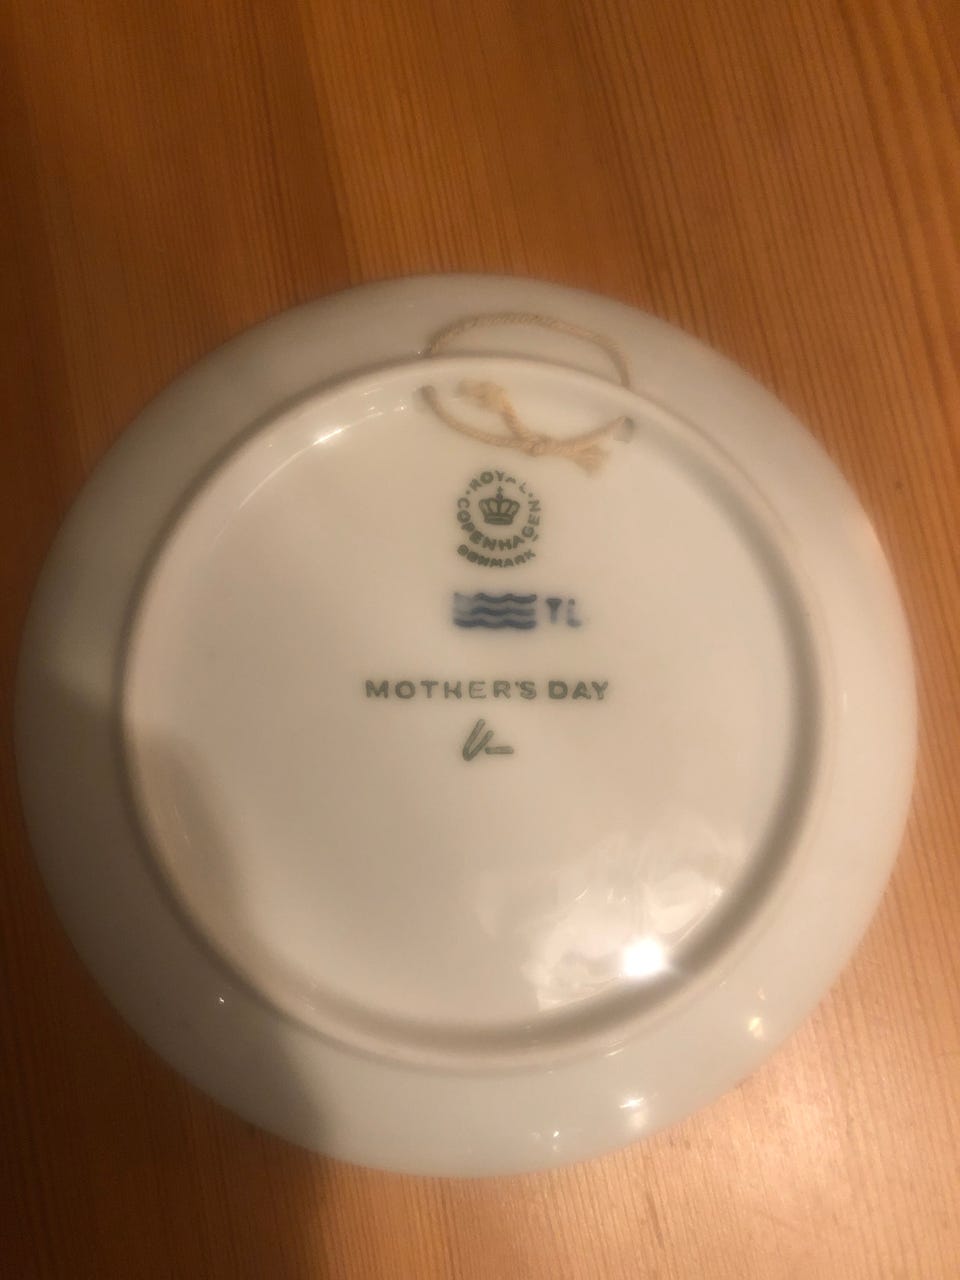 ROYAL
COPENHAGEN
DENMARK
MOTHER'S DAY